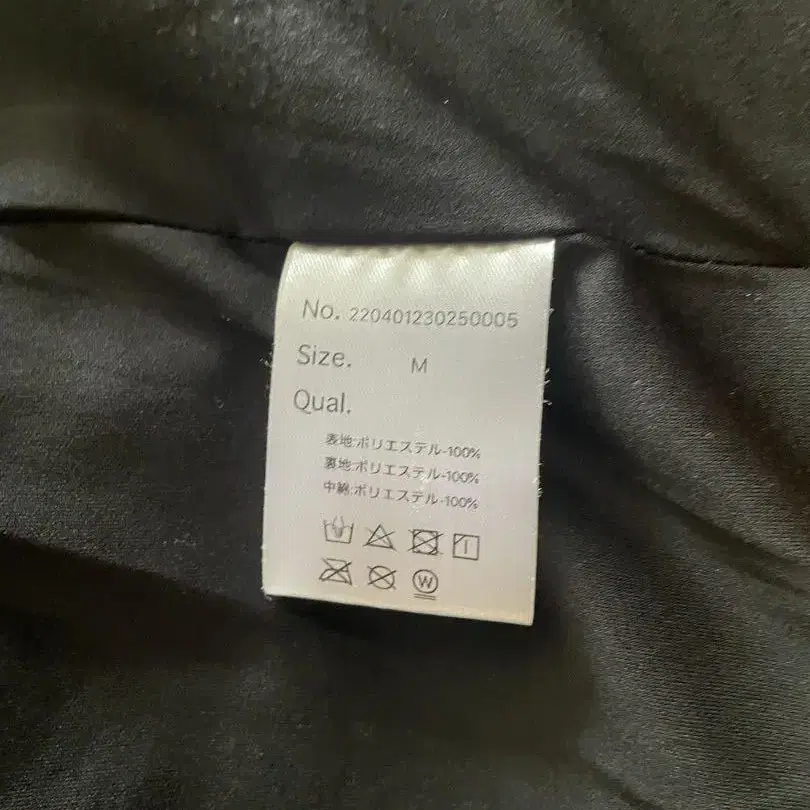 No. 220401230250005
Size. M
Qual.
表地:ポリエステル-100%
裏地:ポリエステル-100%
中綿:ポリエステル-100%
W